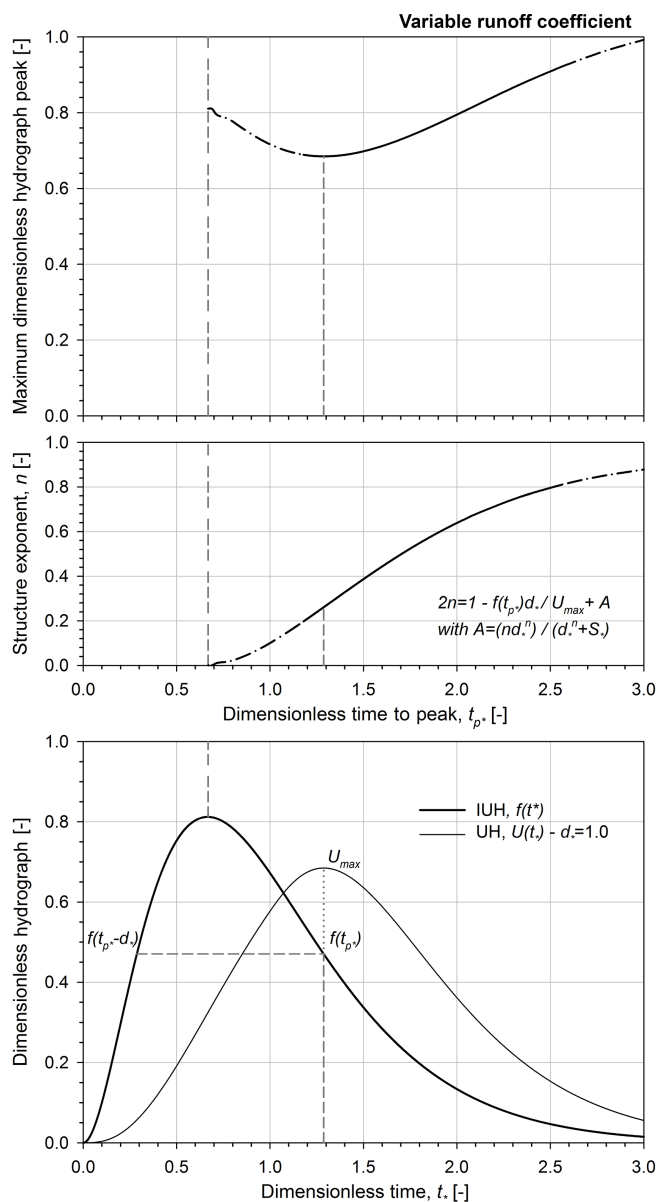 Variable runoff coefficient
Maximum dimensionless hydrograph peak [-]
1.0
0.8
0.6
0.4
0.2
0.0
Structure exponent, n [-]
1.0
0.8
0.6
0.4
0.2
0.0
2n=1 - f(tp*)d*/ Umax+ A
with A=(nd*^n) / (d*^n+S*)
0.0 0.5 1.0 1.5 2.0 2.5 3.0
Dimensionless time to peak, tp* [-]
Dimensionless hydrograph [-]
1.0
0.8
0.6
0.4
0.2
0.0
IUH, f(t*)
UH, U(t*) - d*=1.0
Umax
f(tp*-d*)
f(tp*)
0.0 0.5 1.0 1.5 2.0 2.5 3.0
Dimensionless time, t* [-]